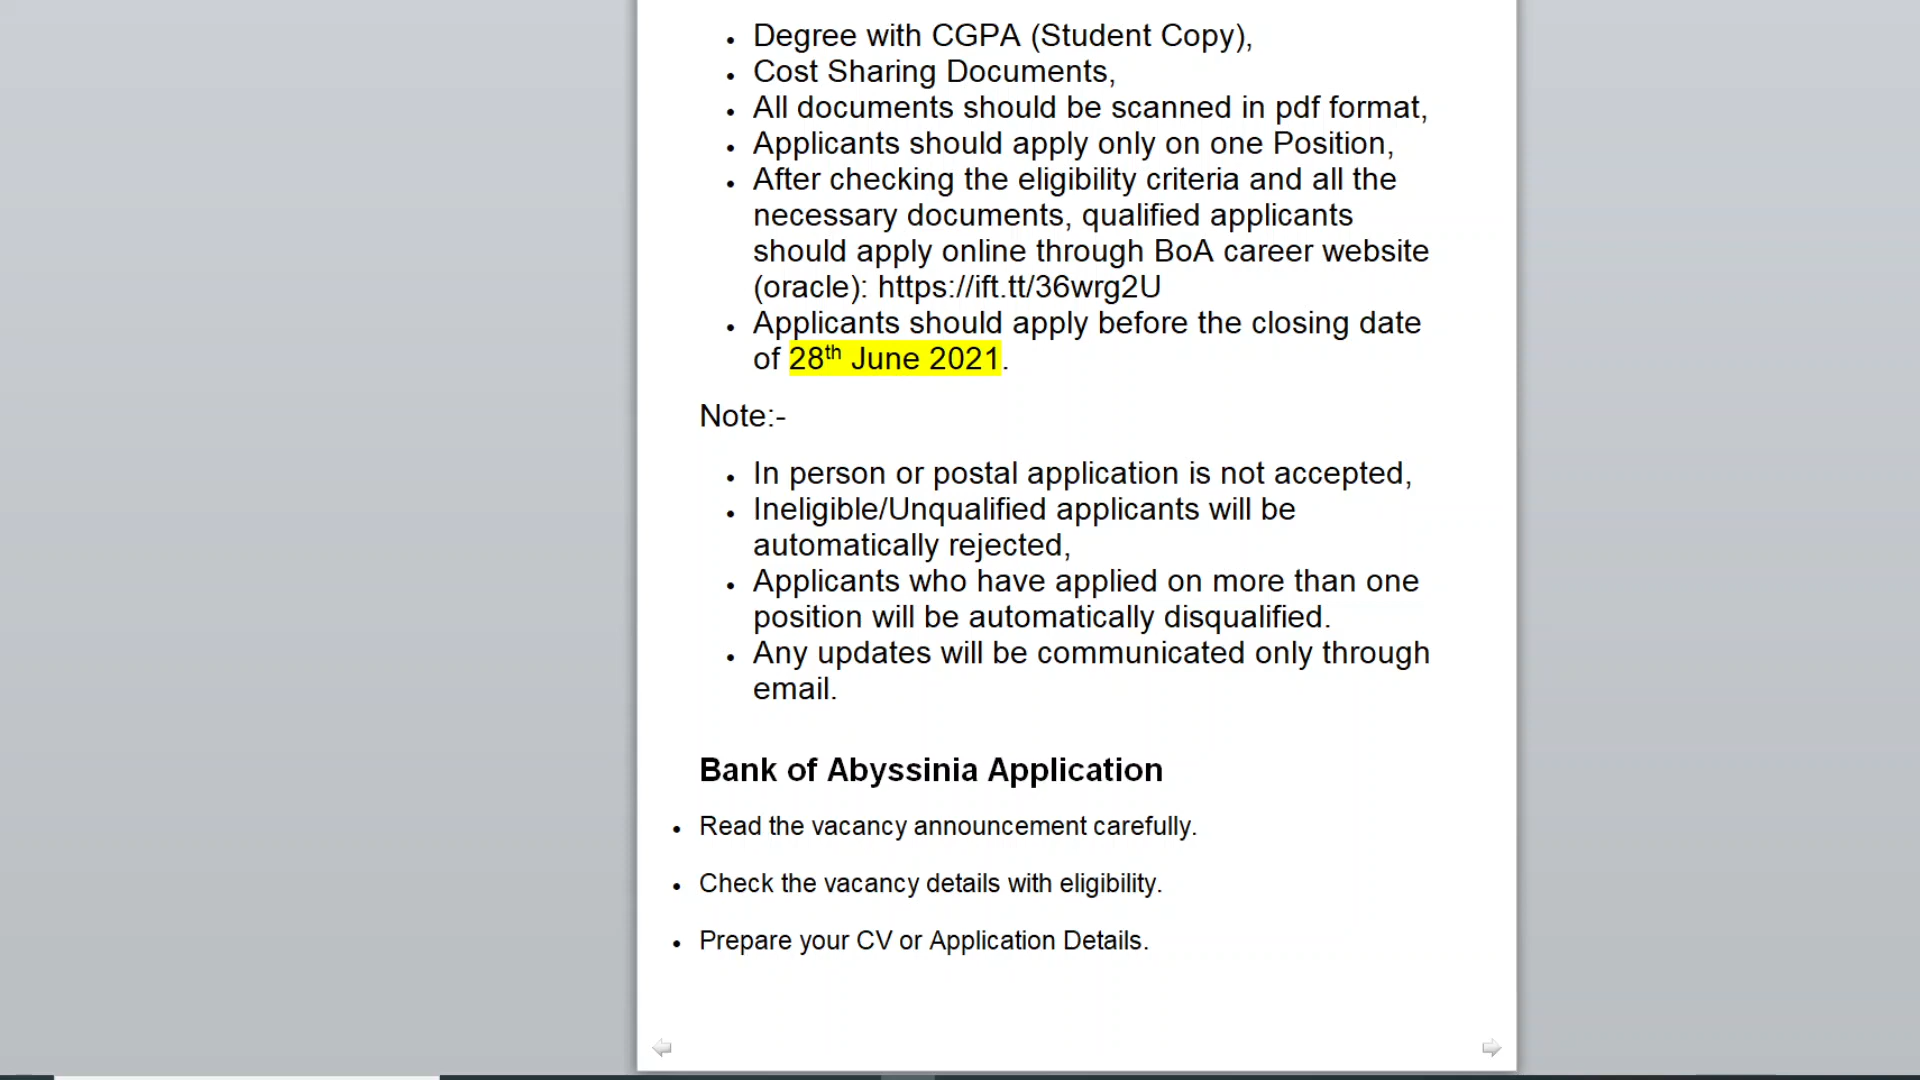 • Degree with CGPA (Student Copy),
• Cost Sharing Documents,
• All documents should be scanned in pdf format,
• Applicants should apply only on one Position,
• After checking the eligibility criteria and all the
necessary documents, qualified applicants
should apply online through BoA career website
(oracle): https://ift.tt/36wrg2U
• Applicants should apply before the closing date
of 28th June 2021.
Note:-
• In person or postal application is not accepted,
• Ineligible/Unqualified applicants will be
automatically rejected,
• Applicants who have applied on more than one
position will be automatically disqualified.
• Any updates will be communicated only through
email.
Bank of Abyssinia Application
• Read the vacancy announcement carefully.
• Check the vacancy details with eligibility.
• Prepare your CV or Application Details.